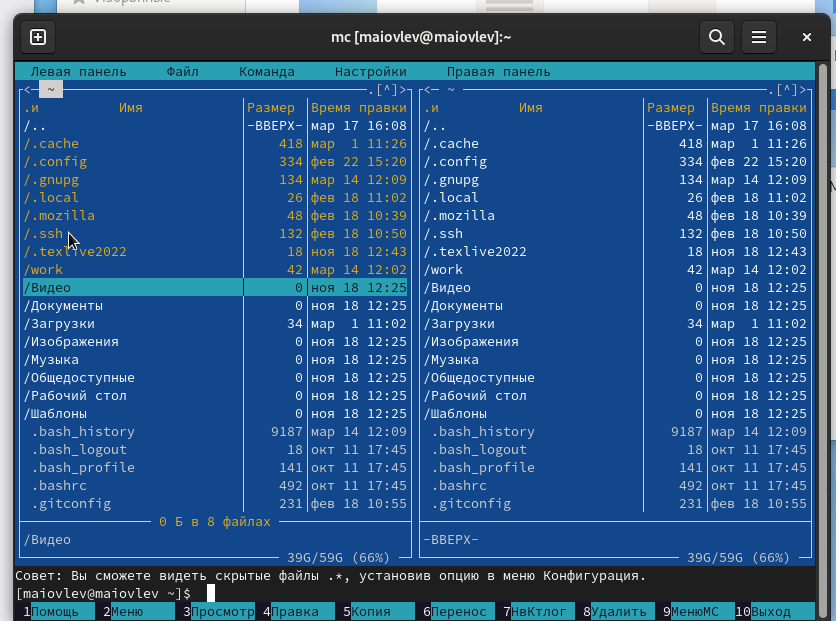 Избранные
mc [maiovlev@maiovlev]:~
Левая панель Файл Команда Настройки Правая панель
<─ ~ .[^]> <─ ~ .[^]>
.и Имя Размер Время правки .и Имя Размер Время правки
/.. -ВВЕРХ- мар 17 16:08 /.. -ВВЕРХ- мар 17 16:08
/.cache 418 мар 1 11:26 /.cache 418 мар 1 11:26
/.config 334 фев 22 15:20 /.config 334 фев 22 15:20
/.gnupg 134 мар 14 12:09 /.gnupg 134 мар 14 12:09
/.local 26 фев 18 11:02 /.local 26 фев 18 11:02
/.mozilla 48 фев 18 10:39 /.mozilla 48 фев 18 10:39
/.ssh 132 фев 18 10:50 /.ssh 132 фев 18 10:50
/.texlive2022 18 ноя 18 12:43 /.texlive2022 18 ноя 18 12:43
/work 42 мар 14 12:02 /work 42 мар 14 12:02
/Видео 0 ноя 18 12:25 /Видео 0 ноя 18 12:25
/Документы 0 ноя 18 12:25 /Документы 0 ноя 18 12:25
/Загрузки 34 мар 1 11:02 /Загрузки 34 мар 1 11:02
/Изображения 0 ноя 18 12:25 /Изображения 0 ноя 18 12:25
/Музыка 0 ноя 18 12:25 /Музыка 0 ноя 18 12:25
/Общедоступные 0 ноя 18 12:25 /Общедоступные 0 ноя 18 12:25
/Рабочий стол 0 ноя 18 12:25 /Рабочий стол 0 ноя 18 12:25
/Шаблоны 0 ноя 18 12:25 /Шаблоны 0 ноя 18 12:25
.bash_history 9187 мар 14 12:09 .bash_history 9187 мар 14 12:09
.bash_logout 18 окт 11 17:45 .bash_logout 18 окт 11 17:45
.bash_profile 141 окт 11 17:45 .bash_profile 141 окт 11 17:45
.bashrc 492 окт 11 17:45 .bashrc 492 окт 11 17:45
.gitconfig 231 фев 18 10:55 .gitconfig 231 фев 18 10:55
0 Б в 8 файлах
/Видео -ВВЕРХ-
39G/59G (66%) 39G/59G (66%)
Совет: Вы сможете видеть скрытые файлы .*, установив опцию в меню Конфигурация.
[maiovlev@maiovlev ~]$
1Помощь 2Меню 3Просмотр 4Правка 5Копия 6Перенос 7НвКтлог 8Удалить 9МенюМС 10Выход